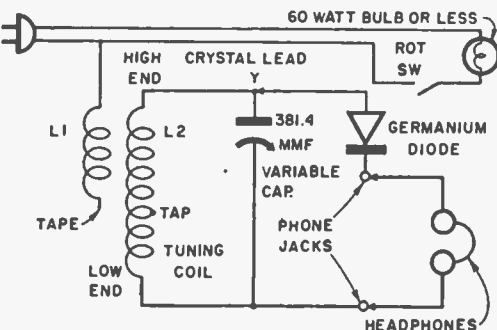 60 WATT BULB OR LESS
HIGH
END
CRYSTAL LEAD
Y
ROT
SW
L1
L2
381.4
MMF
VARIABLE
CAP.
GERMANIUM
DIODE
TAPE
TAP
TUNING
COIL
PHONE
JACKS
LOW
END
HEADPHONES